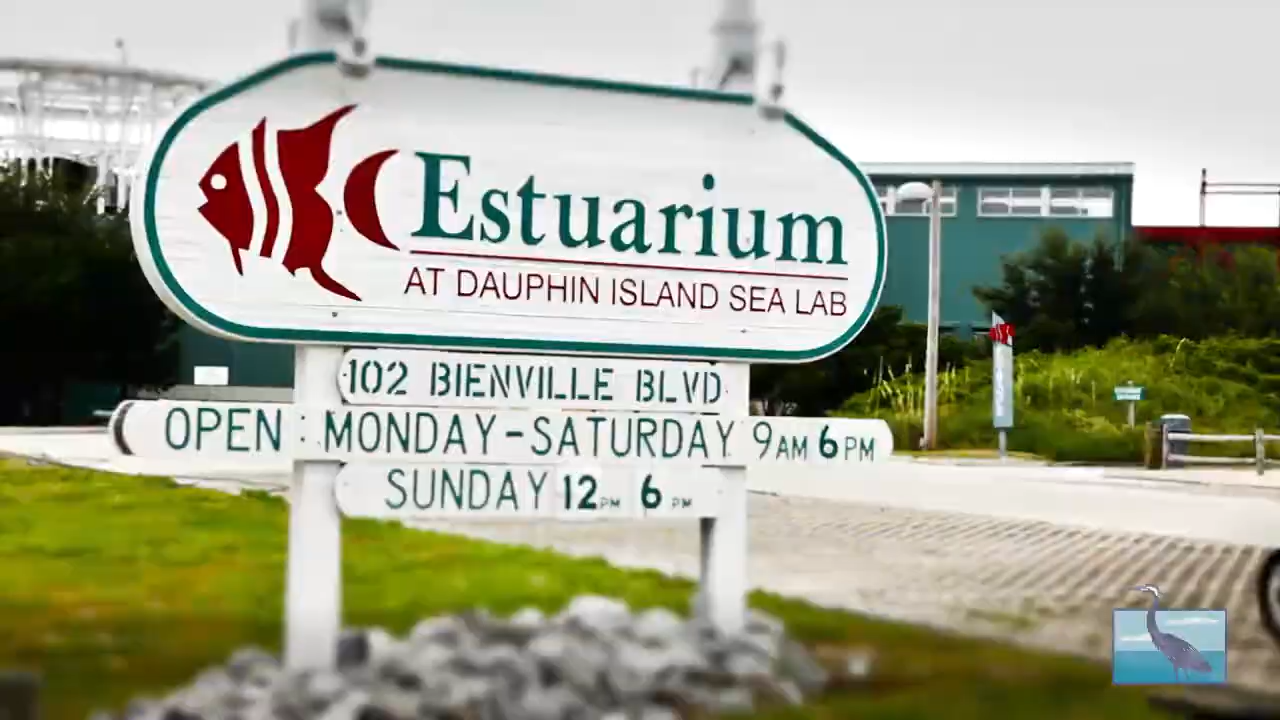 Estuarium
AT DAUPHIN ISLAND SEA LAB
102 BIENVILLE BLVD
OPEN : MONDAY-SATURDAY 9AM 6PM
SUNDAY 12PM 6PM